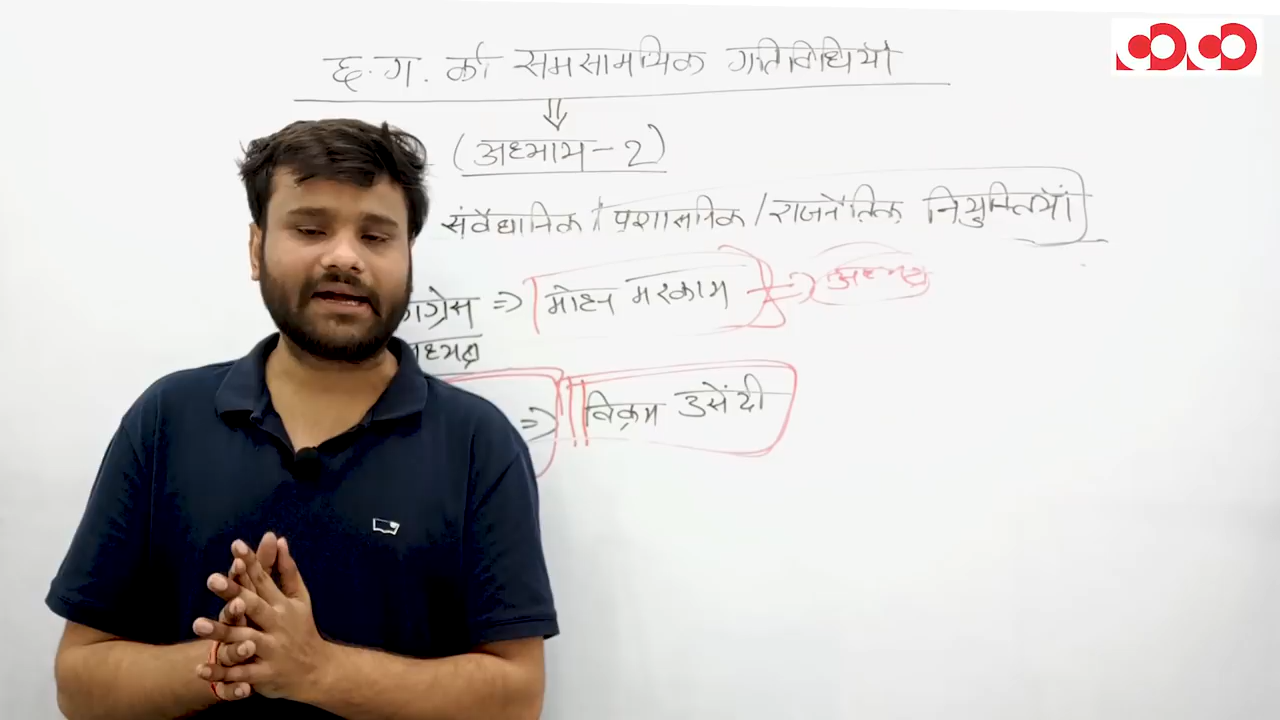 छ.ग. की समसामयिक गतिविधियाँ
(अध्याय-2)
संवैधानिक / प्रशासनिक / राजनैतिक नियुक्तियाँ
⇒ मोहन मरकाम ⇒ अध्यक्ष
⇒ विक्रम उसेंडी